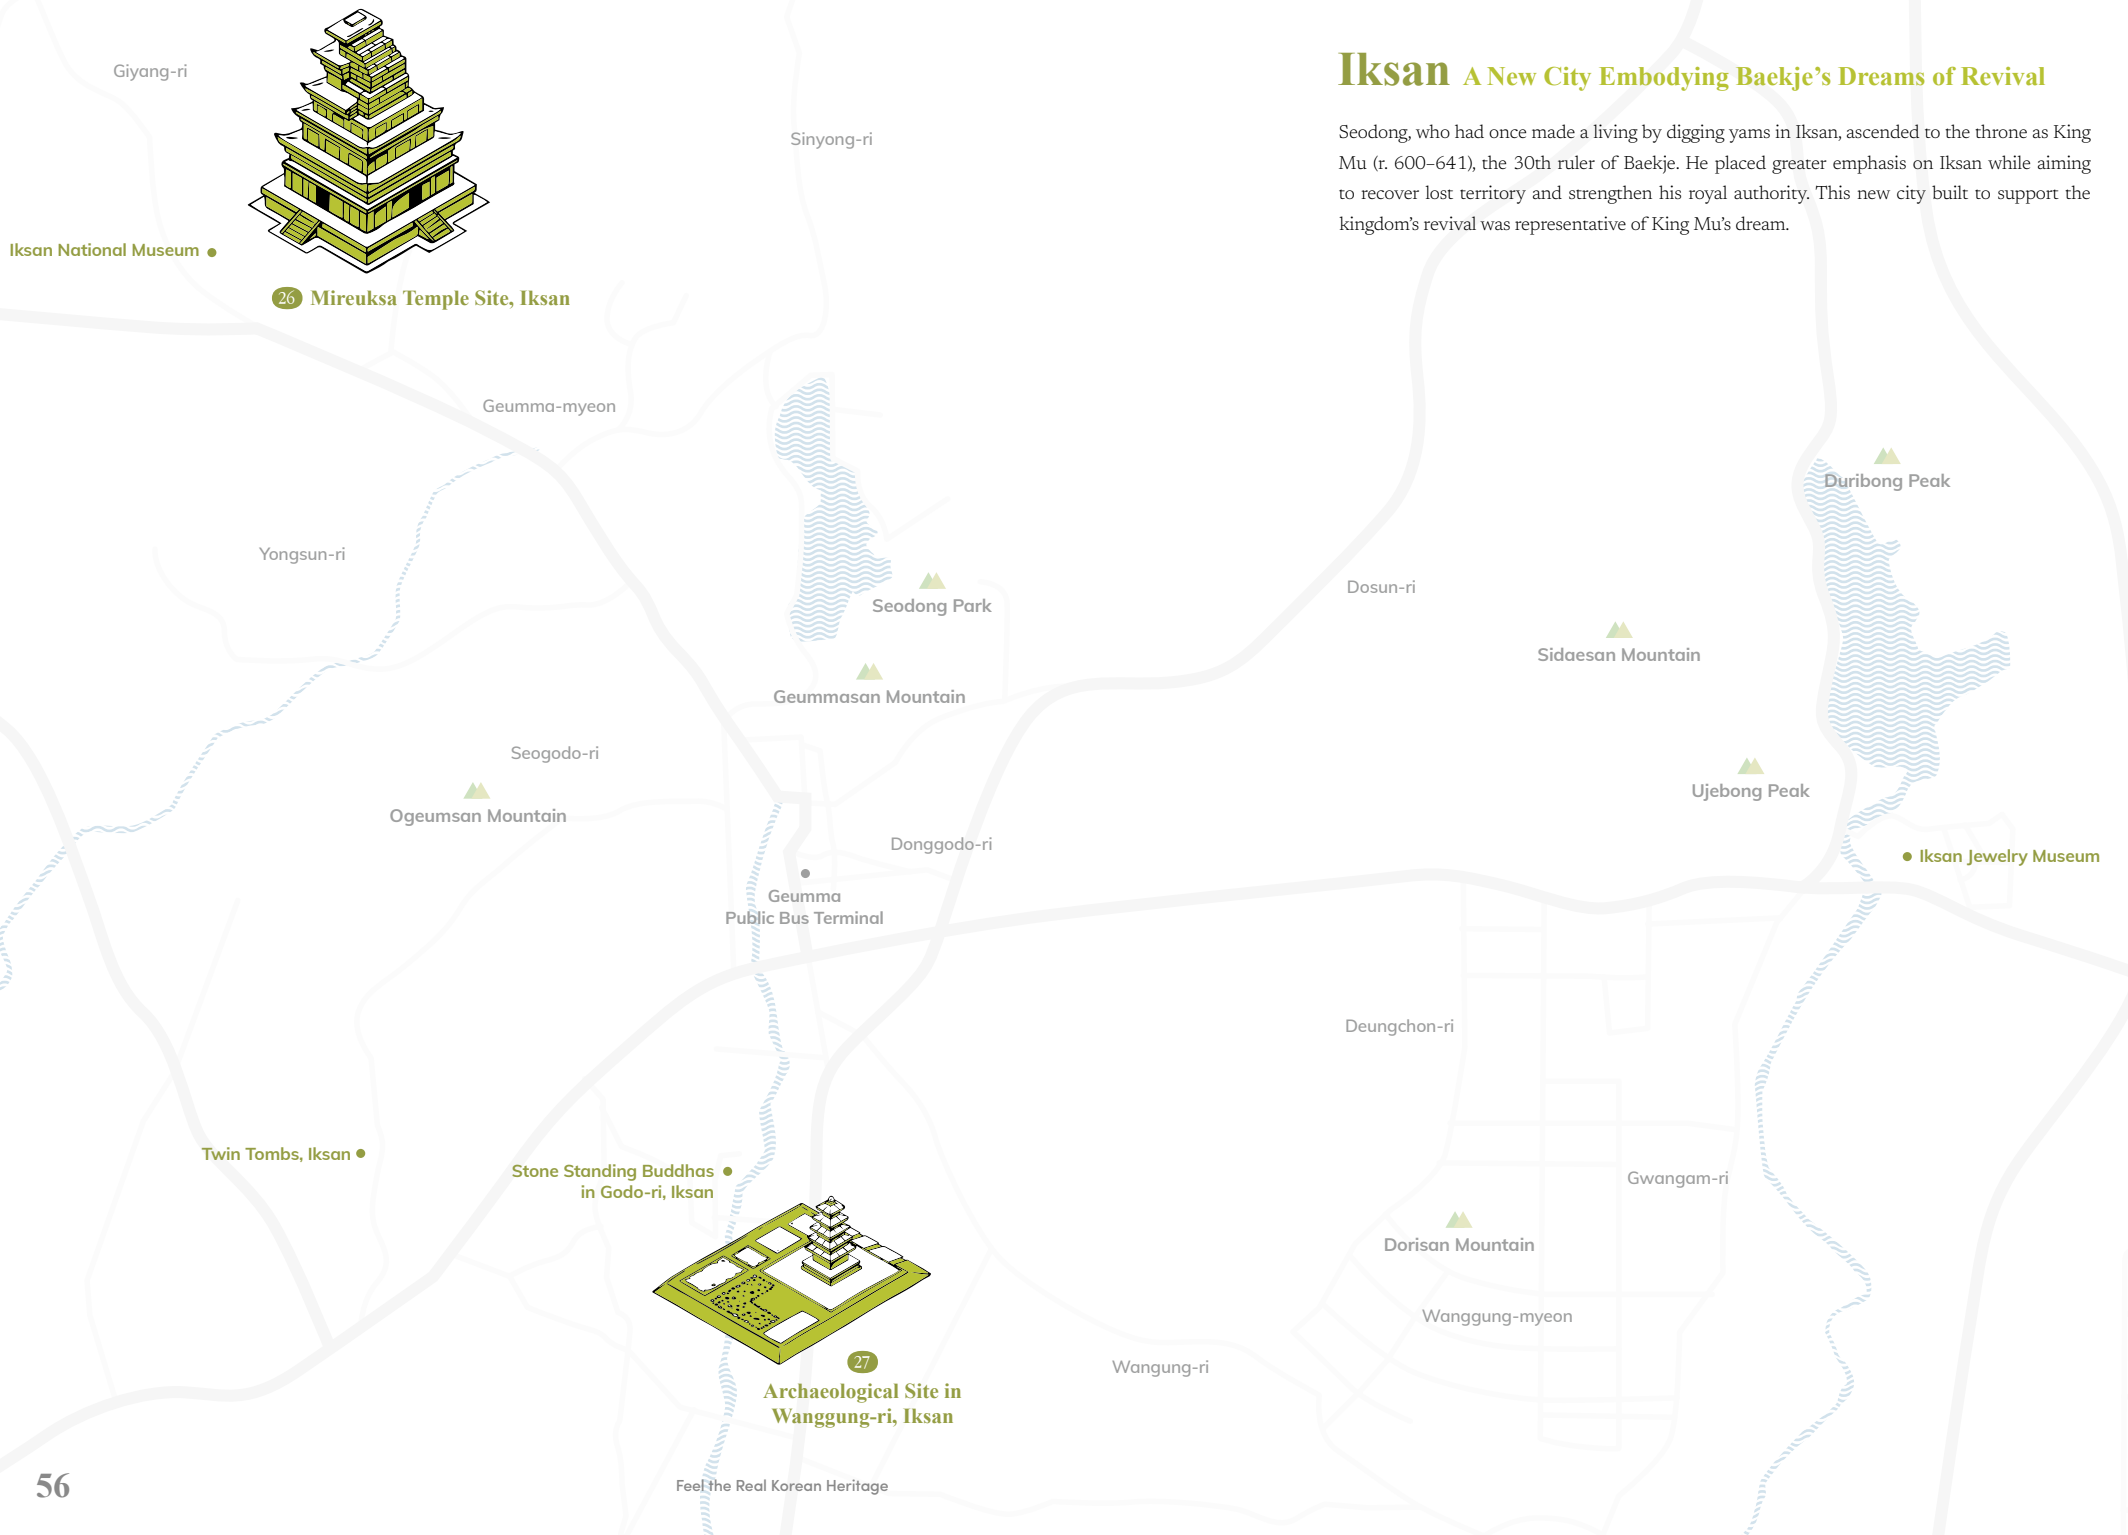 Iksan A New City Embodying Baekje’s Dreams of Revival
Seodong, who had once made a living by digging yams in Iksan, ascended to the throne as King
Mu (r. 600–641), the 30th ruler of Baekje. He placed greater emphasis on Iksan while aiming
to recover lost territory and strengthen his royal authority. This new city built to support the
kingdom’s revival was representative of King Mu’s dream.
Giyang-ri
Sinyong-ri
Iksan National Museum
26 Mireuksa Temple Site, Iksan
Geumma-myeon
Duribong Peak
Yongsun-ri
Dosun-ri
Seodong Park
Sidaesan Mountain
Geummasan Mountain
Seogodo-ri
Ujebong Peak
Ogeumsan Mountain
Donggodo-ri
Iksan Jewelry Museum
Geumma
Public Bus Terminal
Deungchon-ri
Twin Tombs, Iksan
Stone Standing Buddhas
in Godo-ri, Iksan
Gwangam-ri
Dorisan Mountain
Wanggung-myeon
27
Archaeological Site in
Wanggung-ri, Iksan
Wangung-ri
56
Feel the Real Korean Heritage